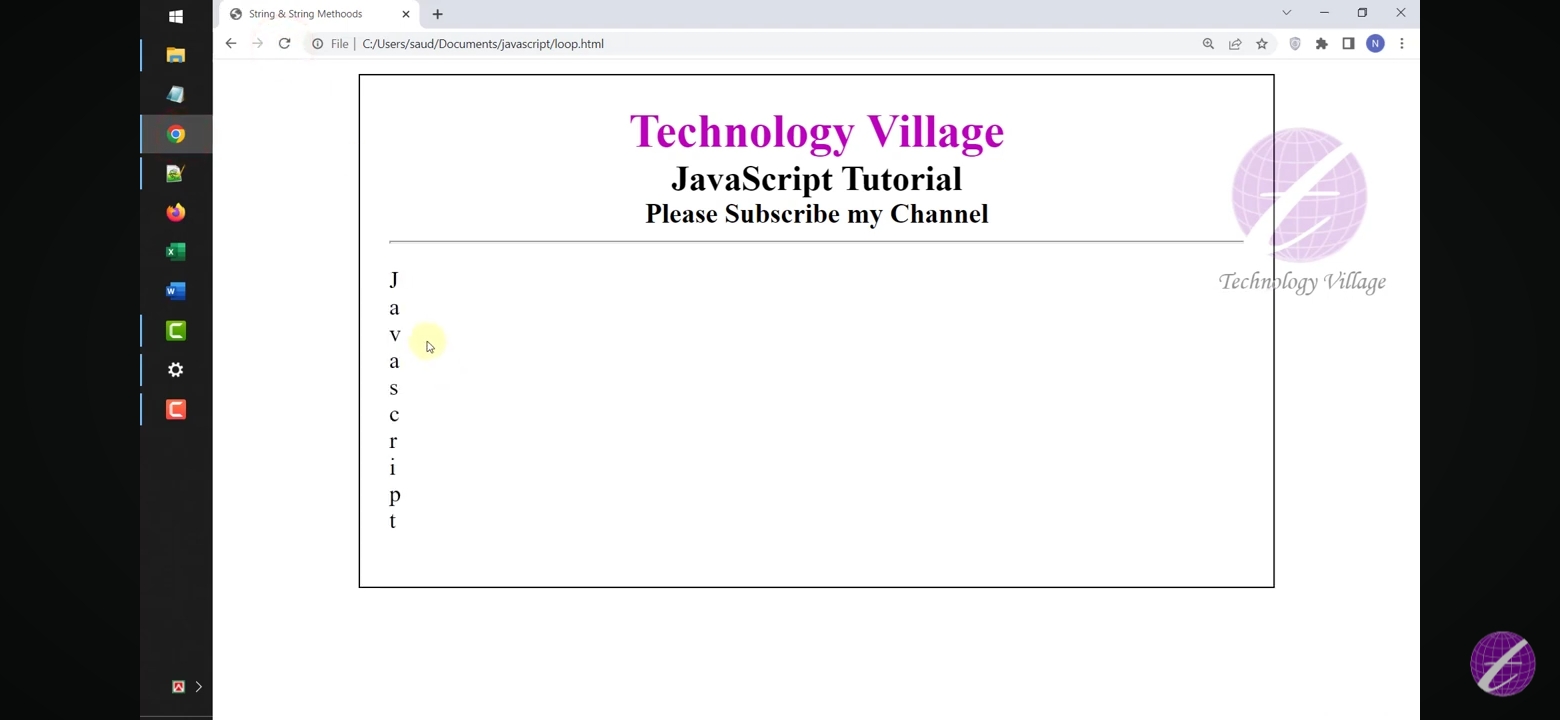 String & String Methoods
File
C:/Users/saud/Documents/javascript/loop.html
N
Technology Village
JavaScript Tutorial
Please Subscribe my Channel
Technology Village
J
a
v
a
s
c
r
i
p
t